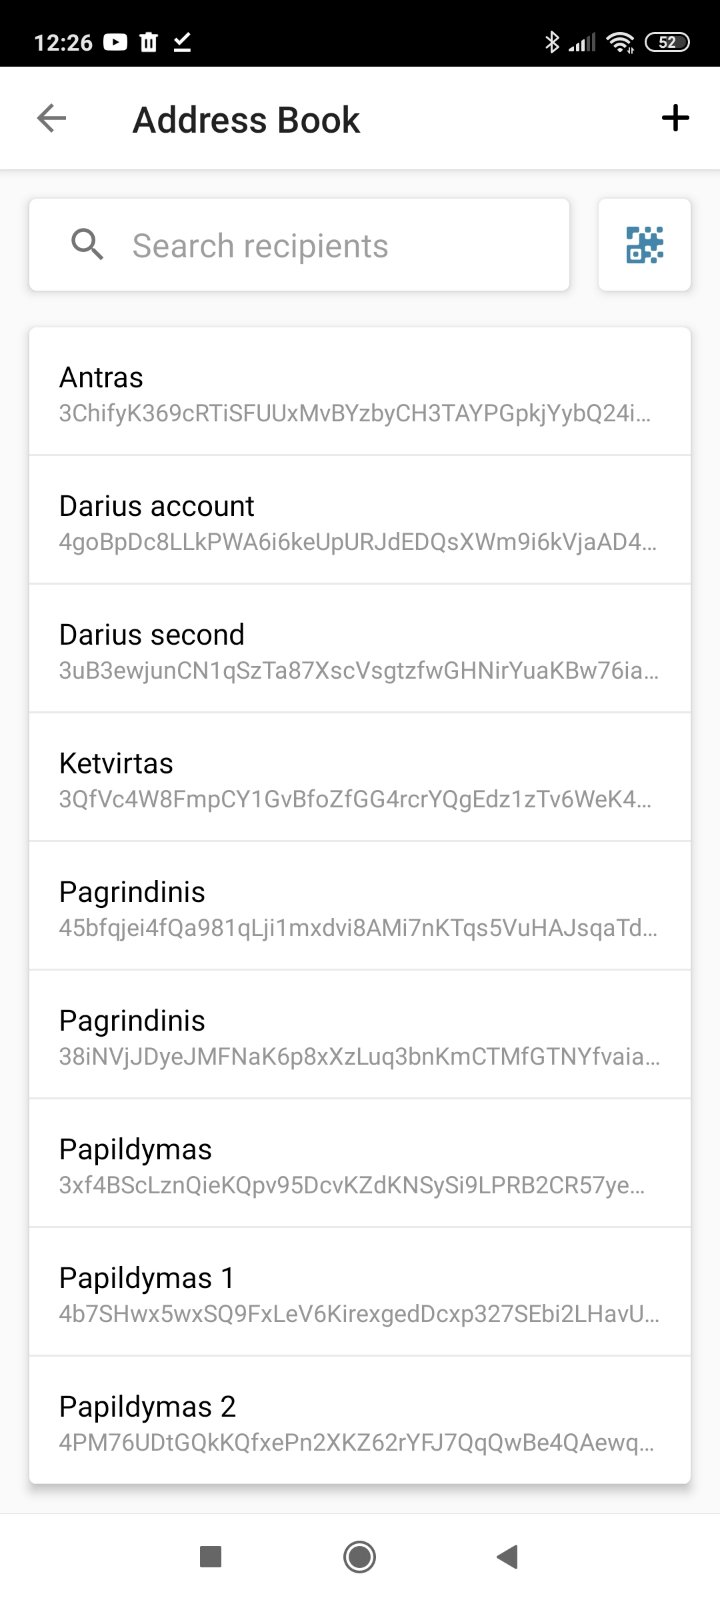 12:26
52
Address Book
Search recipients
Antras
3ChifyK369cRTiSFUUxMvBYzbyCH3TAYPGpkjYybQ24i...
Darius account
4goBpDc8LLkPWA6i6keUpURJdEDQsXWm9i6kVjaAD4...
Darius second
3uB3ewjunCN1qSzTa87XscVsgtzfwGHNirYuaKBw76ia...
Ketvirtas
3QfVc4W8FmpCY1GvBfoZfGG4rcrYQgEdz1zTv6WeK4...
Pagrindinis
45bfqjei4fQa981qLji1mxdvi8AMi7nKTqs5VuHAJsqaTd...
Pagrindinis
38iNVjJDyeJMFNaK6p8xXzLuq3bnKmCTMfGTNYfvaia...
Papildymas
3xf4BScLznQieKQpv95DcvKZdKNSySi9LPRB2CR57ye...
Papildymas 1
4b7SHwx5wxSQ9FxLeV6KirexgedDcxp327SEbi2LHavU...
Papildymas 2
4PM76UDtGQkKQfxePn2XKZ62rYFJ7QqQwBe4QAewq...